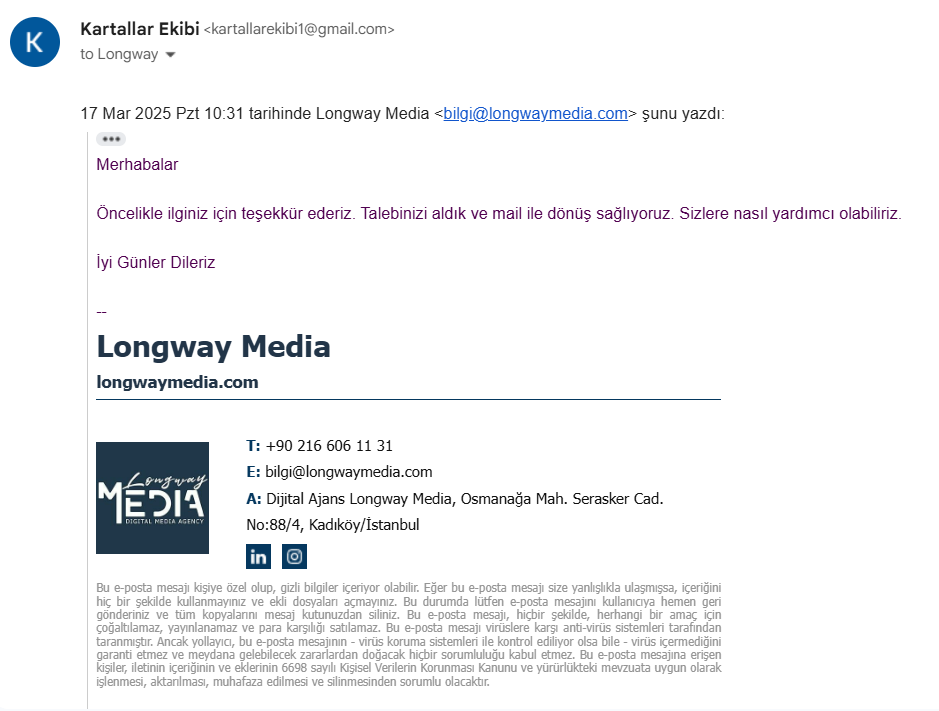 K
Kartallar Ekibi <kartallarekibi1@gmail.com>
to Longway
17 Mar 2025 Pzt 10:31 tarihinde Longway Media <bilgi@longwaymedia.com> şunu yazdı:
Merhabalar
Öncelikle ilginiz için teşekkür ederiz. Talebinizi aldık ve mail ile dönüş sağlıyoruz. Sizlere nasıl yardımcı olabiliriz.
İyi Günler Dileriz
--
Longway Media
longwaymedia.com
Longway
MEDIA
DIGITAL MEDIA AGENCY
T: +90 216 606 11 31
E: bilgi@longwaymedia.com
A: Dijital Ajans Longway Media, Osmanağa Mah. Serasker Cad.
No:88/4, Kadıköy/İstanbul
in
Bu e-posta mesajı kişiye özel olup, gizli bilgiler içeriyor olabilir. Eğer bu e-posta mesajı size yanlışlıkla ulaşmışsa, içeriğini
hiç bir şekilde kullanmayınız ve ekli dosyaları açmayınız. Bu durumda lütfen e-posta mesajını kullanıcıya hemen geri
gönderiniz ve tüm kopyalarını mesaj kutunuzdan siliniz. Bu e-posta mesajı, hiçbir şekilde, herhangi bir amaç için
çoğaltılamaz, yayınlanamaz ve para karşılığı satılamaz. Bu e-posta mesajı virüslere karşı anti-virüs sistemleri tarafından
taranmıştır. Ancak yollayıcı, bu e-posta mesajının - virüs koruma sistemleri ile kontrol ediliyor olsa bile - virüs içermediğini
garanti etmez ve meydana gelebilecek zararlardan doğacak hiçbir sorumluluğu kabul etmez. Bu e-posta mesajına erişen
kişiler, iletinin içeriğinin ve eklerinin 6698 sayılı Kişisel Verilerin Korunması Kanunu ve yürürlükteki mevzuata uygun olarak
işlenmesi, aktarılması, muhafaza edilmesi ve silinmesinden sorumlu olacaktır.